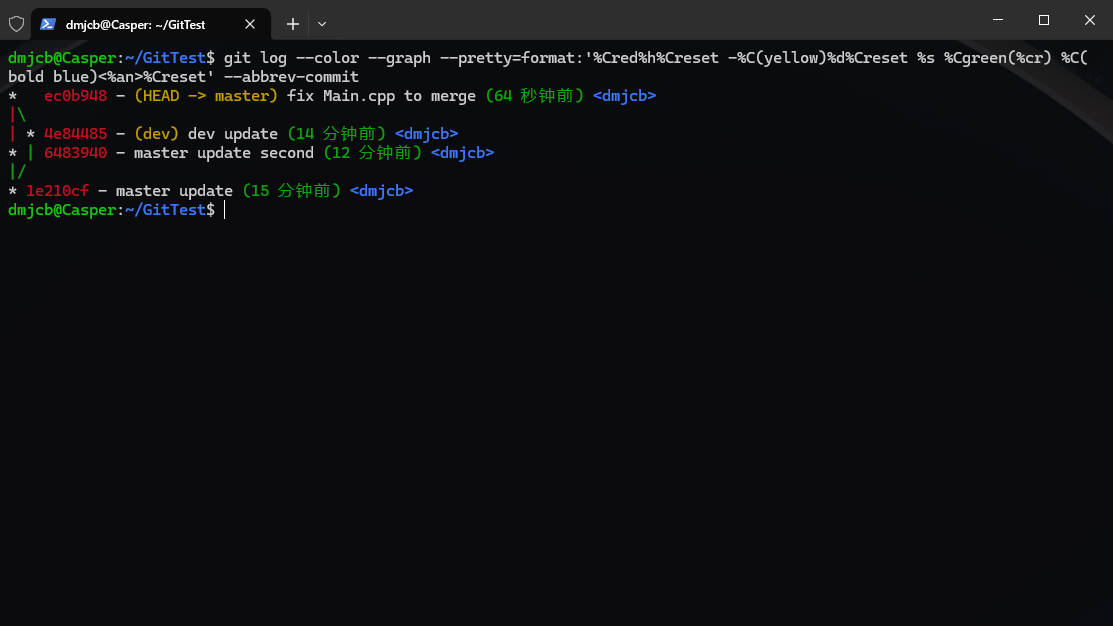 dmjcb@Casper: ~/GitTest
dmjcb@Casper:~/GitTest$ git log --color --graph --pretty=format:'%Cred%h%Creset -%C(yellow)%d%Creset %s %Cgreen(%cr) %C(
bold blue)<%an>%Creset' --abbrev-commit
*   ec0b948 - (HEAD -> master) fix Main.cpp to merge (64 秒钟前) <dmjcb>
|\
| * 4e84485 - (dev) dev update (14 分钟前) <dmjcb>
* | 6483940 - master update second (12 分钟前) <dmjcb>
|/
* 1e210cf - master update (15 分钟前) <dmjcb>
dmjcb@Casper:~/GitTest$